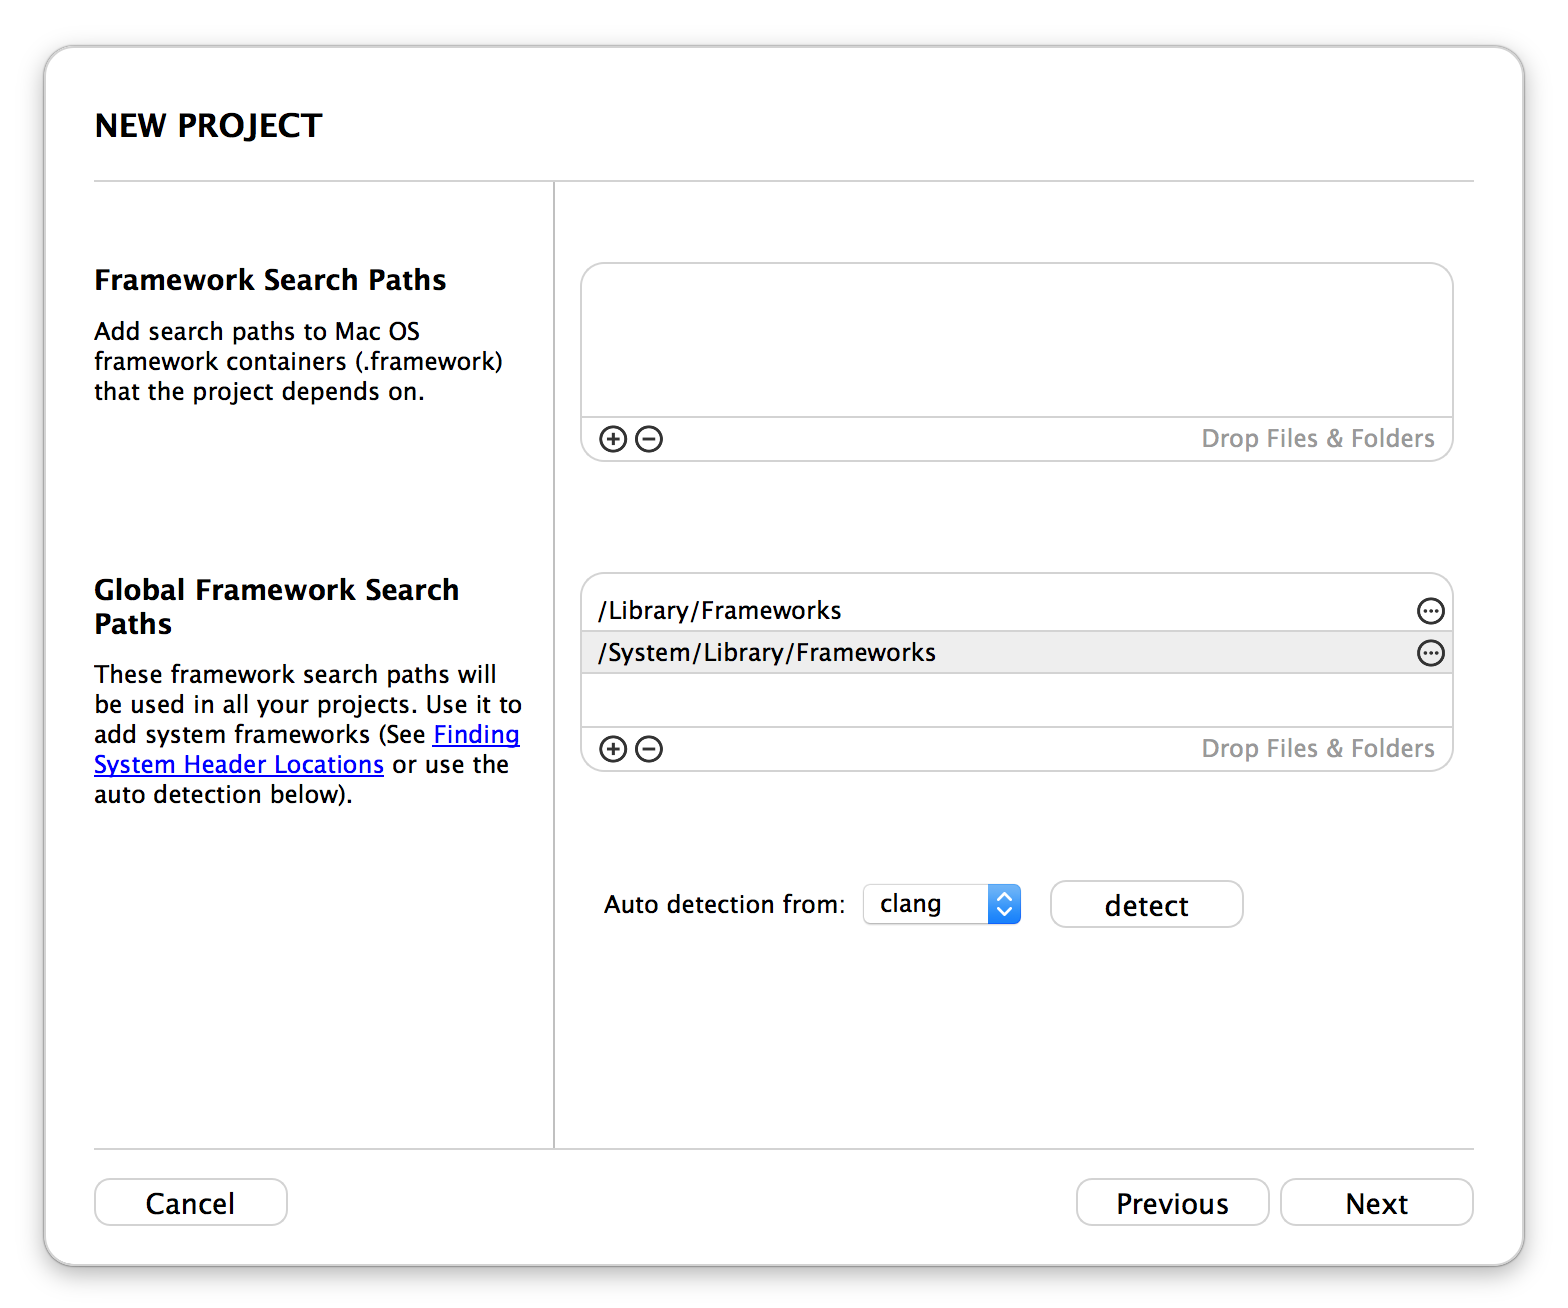 NEW PROJECT
Framework Search Paths
Add search paths to Mac OS
framework containers (.framework)
that the project depends on.
Drop Files & Folders
Global Framework Search
Paths
These framework search paths will
be used in all your projects. Use it to
add system frameworks (See Finding
System Header Locations or use the
auto detection below).
/Library/Frameworks
/System/Library/Frameworks
Drop Files & Folders
Auto detection from: clang detect
Cancel Previous Next